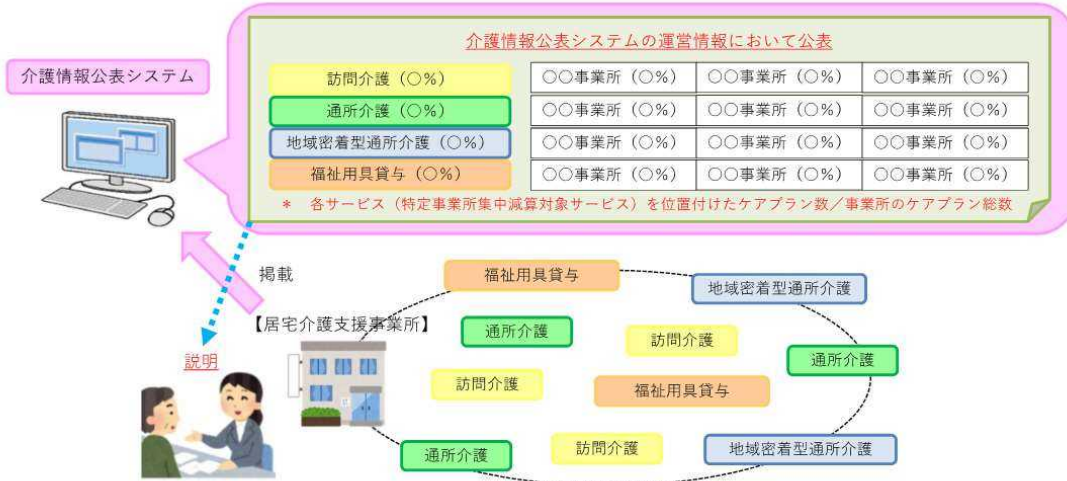 介護情報公表システム
介護情報公表システムの運営情報において公表
訪問介護（○％） ○○事業所（○％） ○○事業所（○％） ○○事業所（○％）
通所介護（○％） ○○事業所（○％） ○○事業所（○％） ○○事業所（○％）
地域密着型通所介護（○％） ○○事業所（○％） ○○事業所（○％） ○○事業所（○％）
福祉用具貸与（○％） ○○事業所（○％） ○○事業所（○％） ○○事業所（○％）
＊ 各サービス（特定事業所集中減算対象サービス）を位置付けたケアプラン数／事業所のケアプラン総数
掲載
【居宅介護支援事業所】
説明
福祉用具貸与
地域密着型通所介護
通所介護
訪問介護
通所介護
訪問介護
福祉用具貸与
通所介護
訪問介護
地域密着型通所介護